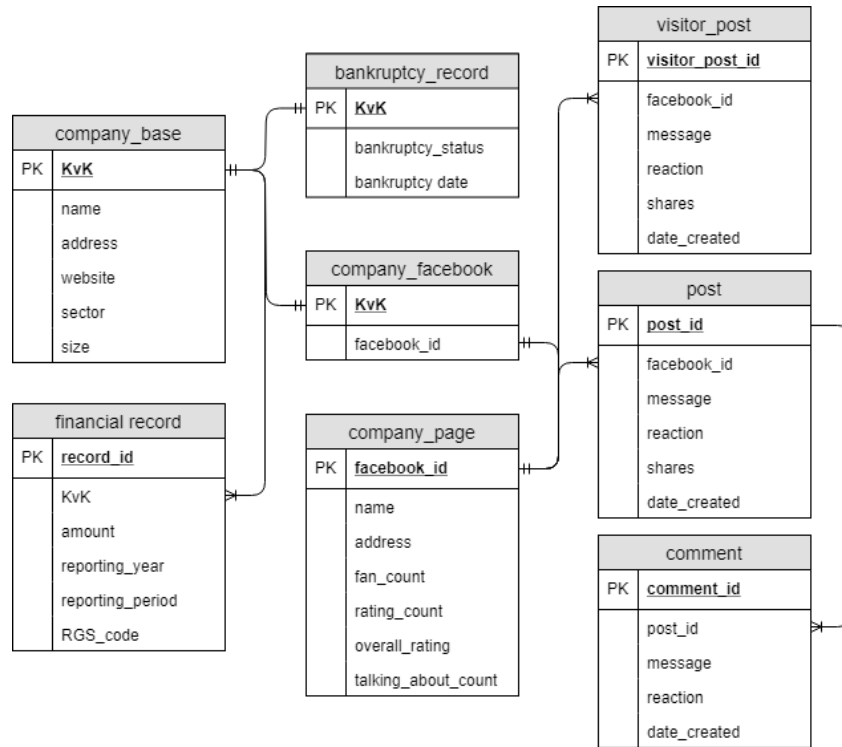 company_base
PK KvK
name
address
website
sector
size
financial record
PK record_id
KvK
amount
reporting_year
reporting_period
RGS_code
bankruptcy_record
PK KvK
bankruptcy_status
bankruptcy date
company_facebook
PK KvK
facebook_id
company_page
PK facebook_id
name
address
fan_count
rating_count
overall_rating
talking_about_count
visitor_post
PK visitor_post_id
facebook_id
message
reaction
shares
date_created
post
PK post_id
facebook_id
message
reaction
shares
date_created
comment
PK comment_id
post_id
message
reaction
date_created